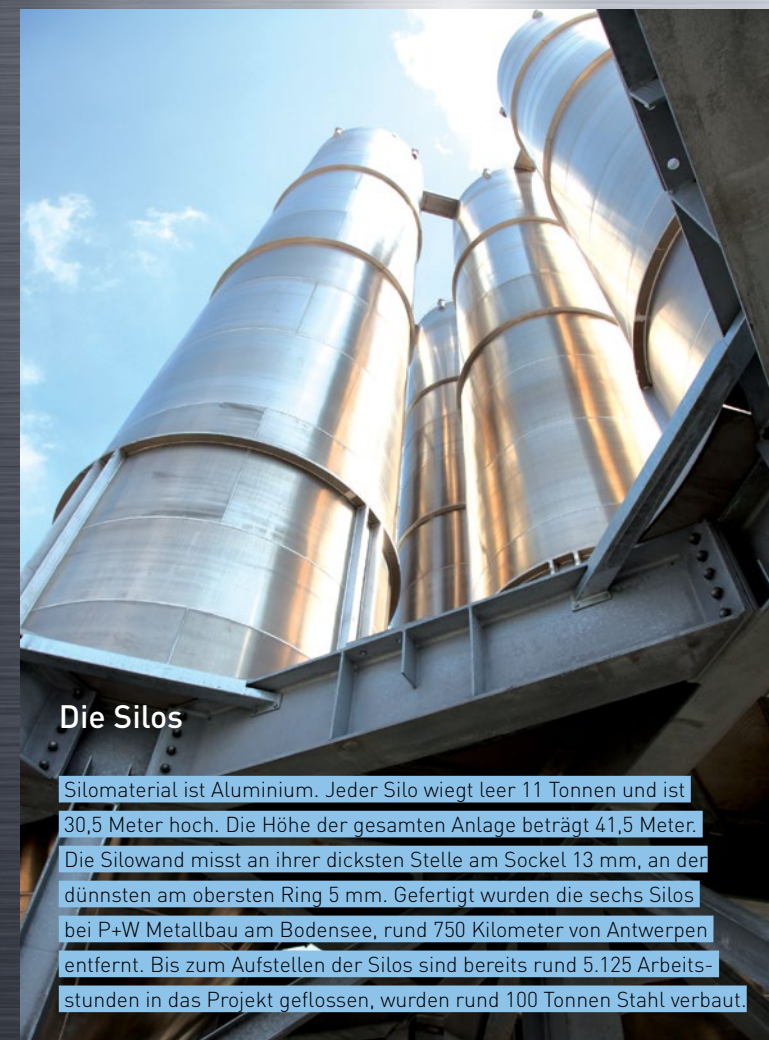 Die Silos
Silomaterial ist Aluminium. Jeder Silo wiegt leer 11 Tonnen und ist
30,5 Meter hoch. Die Höhe der gesamten Anlage beträgt 41,5 Meter.
Die Silowand misst an ihrer dicksten Stelle am Sockel 13 mm, an der
dünnsten am obersten Ring 5 mm. Gefertigt wurden die sechs Silos
bei P+W Metallbau am Bodensee, rund 750 Kilometer von Antwerpen
entfernt. Bis zum Aufstellen der Silos sind bereits rund 5.125 Arbeits-
stunden in das Projekt geflossen, wurden rund 100 Tonnen Stahl verbaut.